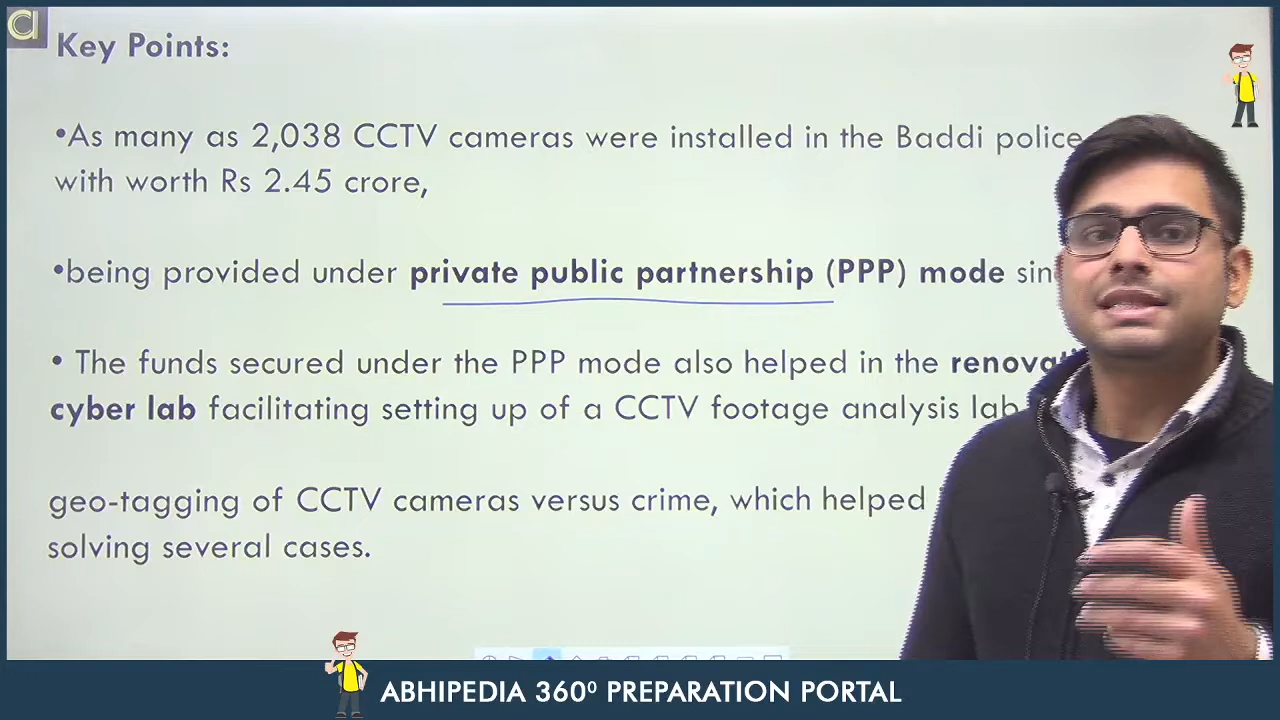 Key Points:
•As many as 2,038 CCTV cameras were installed in the Baddi police
with worth Rs 2.45 crore,
•being provided under private public partnership (PPP) mode
• The funds secured under the PPP mode also helped in the
cyber lab facilitating setting up of a CCTV footage analysis lab
geo-tagging of CCTV cameras versus crime, which helped
solving several cases.
ABHIPEDIA 360⁰ PREPARATION PORTAL